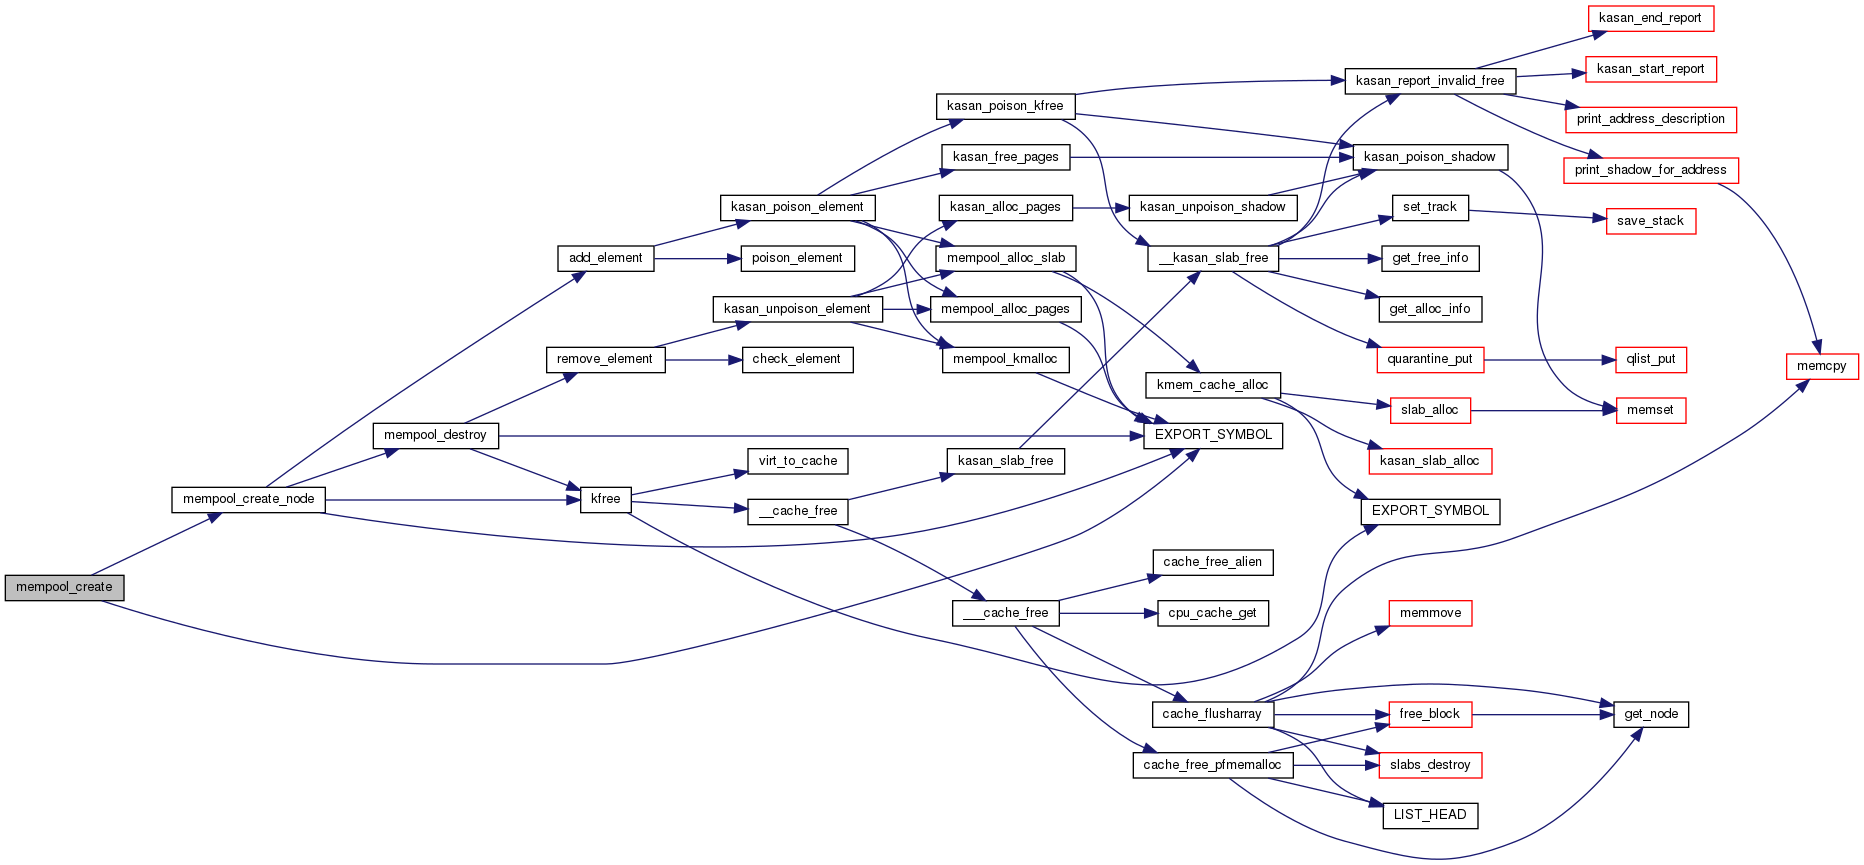 mempool_create
mempool_create_node
mempool_destroy
add_element
remove_element
kfree
kasan_poison_element
poison_element
kasan_unpoison_element
check_element
virt_to_cache
__cache_free
kasan_poison_kfree
kasan_free_pages
kasan_alloc_pages
mempool_alloc_slab
mempool_alloc_pages
mempool_kmalloc
kasan_slab_free
___cache_free
kasan_unpoison_shadow
__kasan_slab_free
kmem_cache_alloc
EXPORT_SYMBOL
cache_free_alien
cpu_cache_get
cache_flusharray
cache_free_pfmemalloc
kasan_report_invalid_free
kasan_poison_shadow
set_track
get_free_info
get_alloc_info
quarantine_put
slab_alloc
kasan_slab_alloc
EXPORT_SYMBOL
memmove
free_block
slabs_destroy
LIST_HEAD
kasan_end_report
kasan_start_report
print_address_description
print_shadow_for_address
save_stack
qlist_put
memset
get_node
memcpy